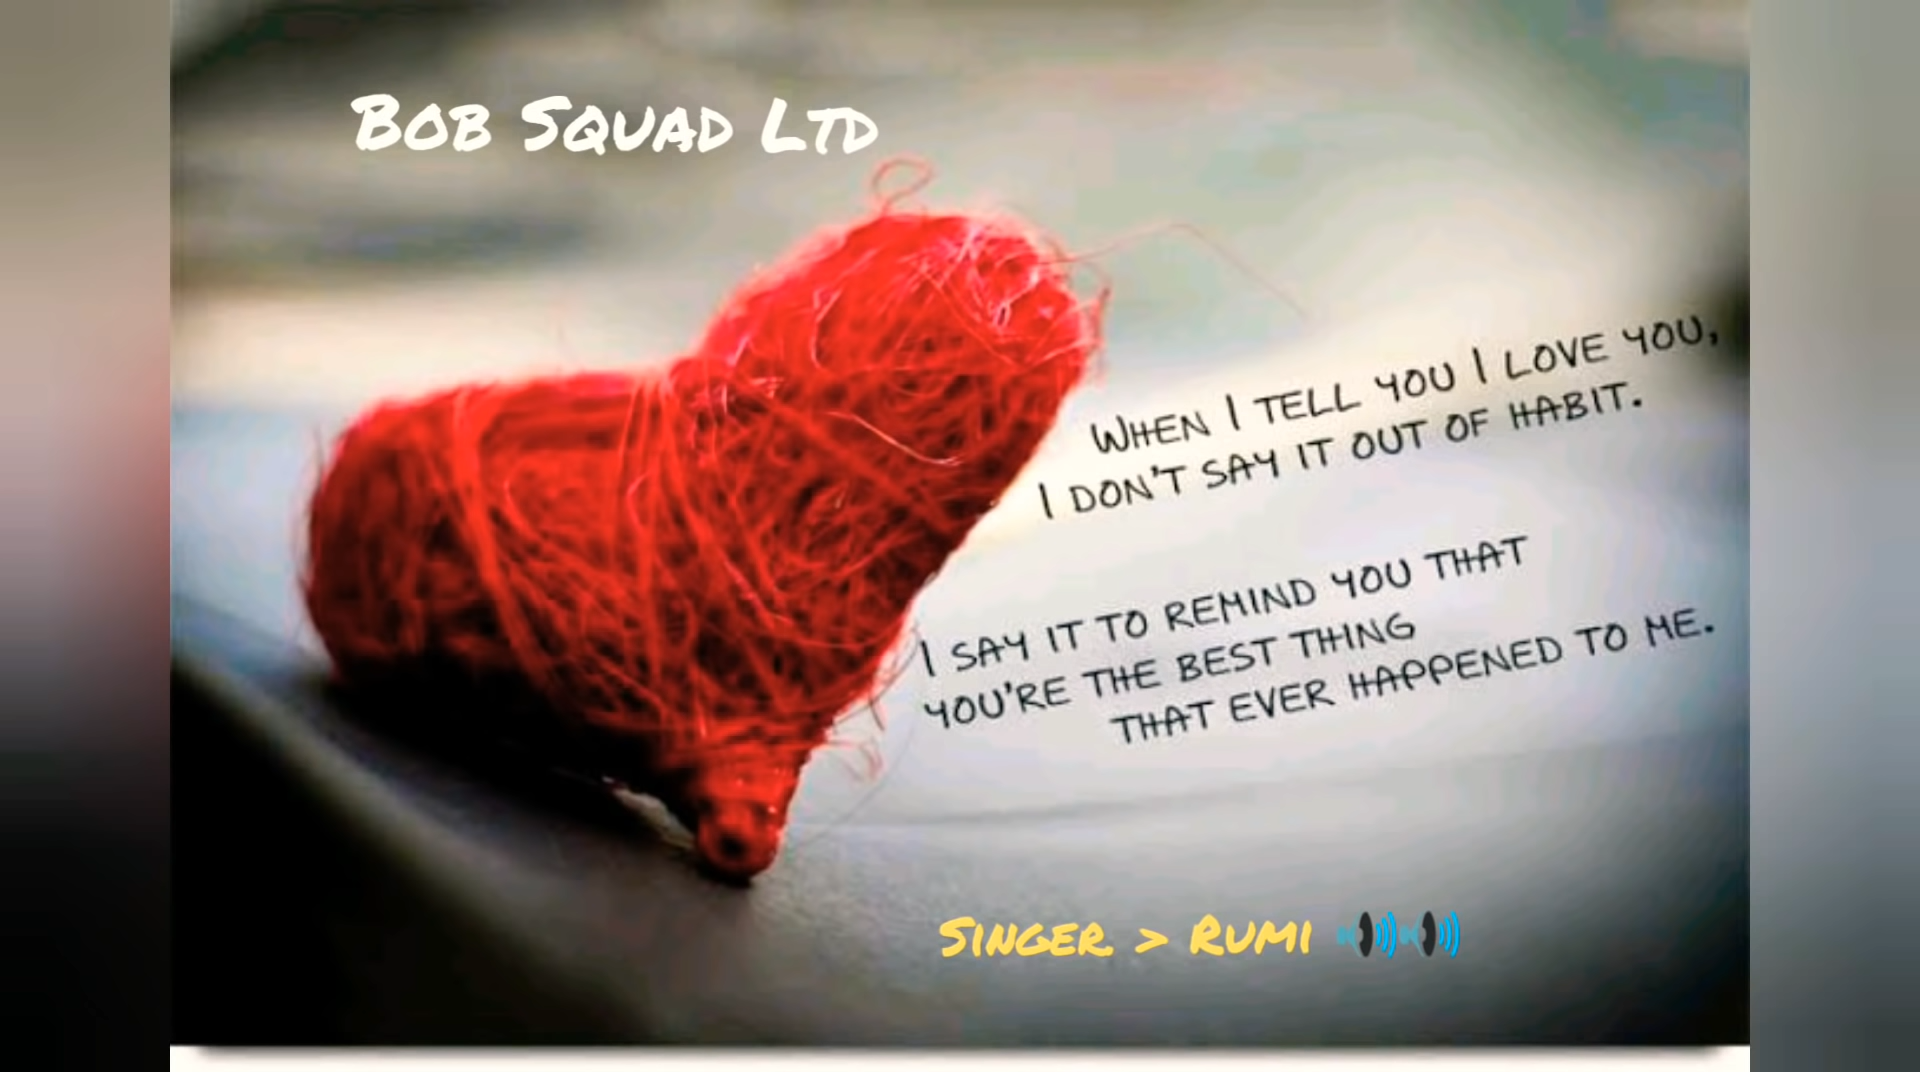 Bob Squad Ltd
WHEN I TELL YOU I LOVE YOU,
I DON'T SAY IT OUT OF HABIT.
I SAY IT TO REMIND YOU THAT
YOU'RE THE BEST THING
THAT EVER HAPPENED TO ME.
Singer > Rumi 🔊🔊